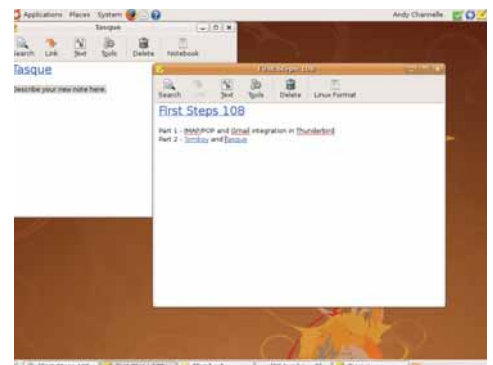 Applications Places System
Andy Channelle
Tasque
Search Link Text Tools Delete Notebook
Tasque
Describe your new note here.
First Steps 108
Search Link Text Tools Delete Linux Format
First Steps 108
Part 1 - IMAP/POP and Gmail integration in Thunderbird
Part 2 - Tomboy and Tasque